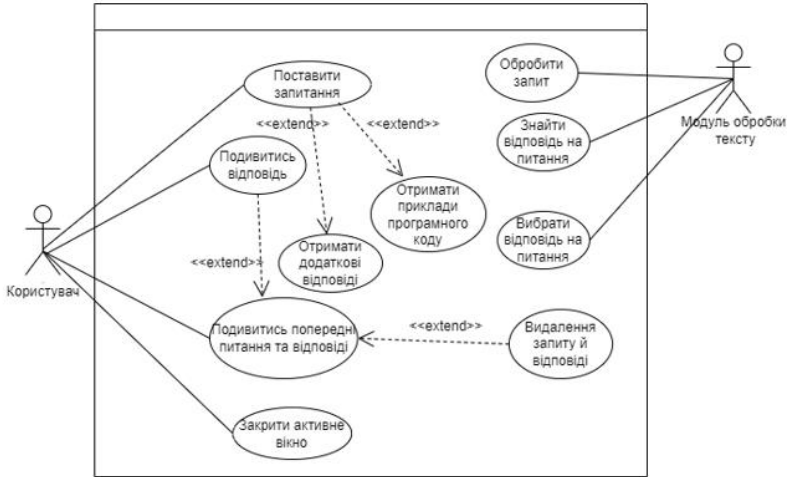 Поставити
запитання
<<extend>>
<<extend>>
Подивитись
відповідь
Отримати
приклади
програмного
коду
Отримати
додаткові
відповіді
<<extend>>
Користувач
Подивитись попередні
питання та відповіді
<<extend>>
Видалення
запиту й
відповіді
Закрити активне
вікно
Обробити
запит
Знайти
відповідь на
питання
Вибрати
відповідь на
питання
Модуль обробки
тексту